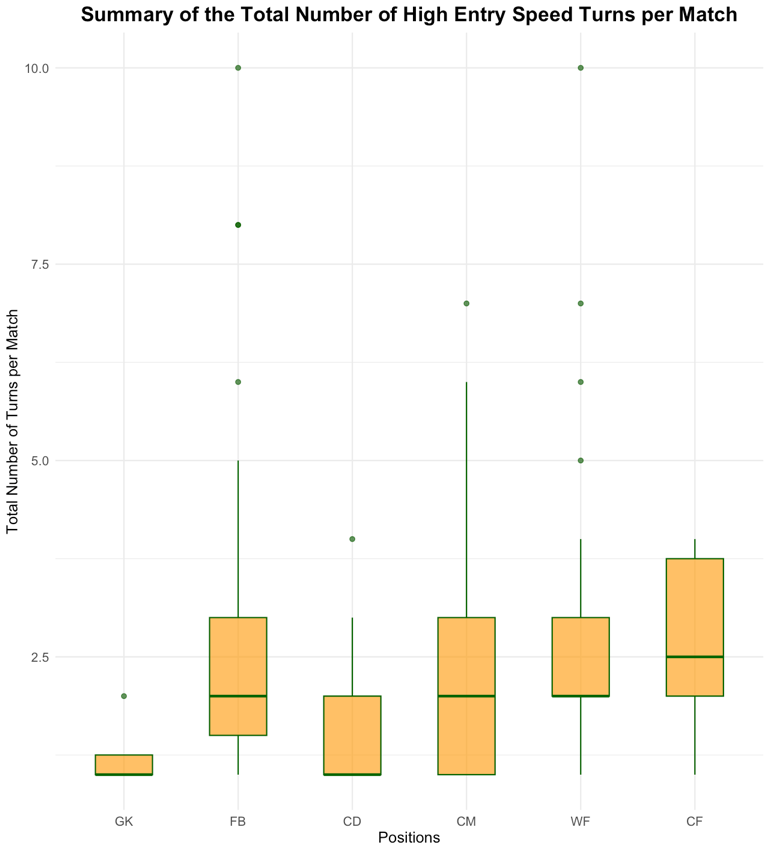 Summary of the Total Number of High Entry Speed Turns per Match
Total Number of Turns per Match
10.0
7.5
5.0
2.5
GK FB CD CM WF CF
Positions